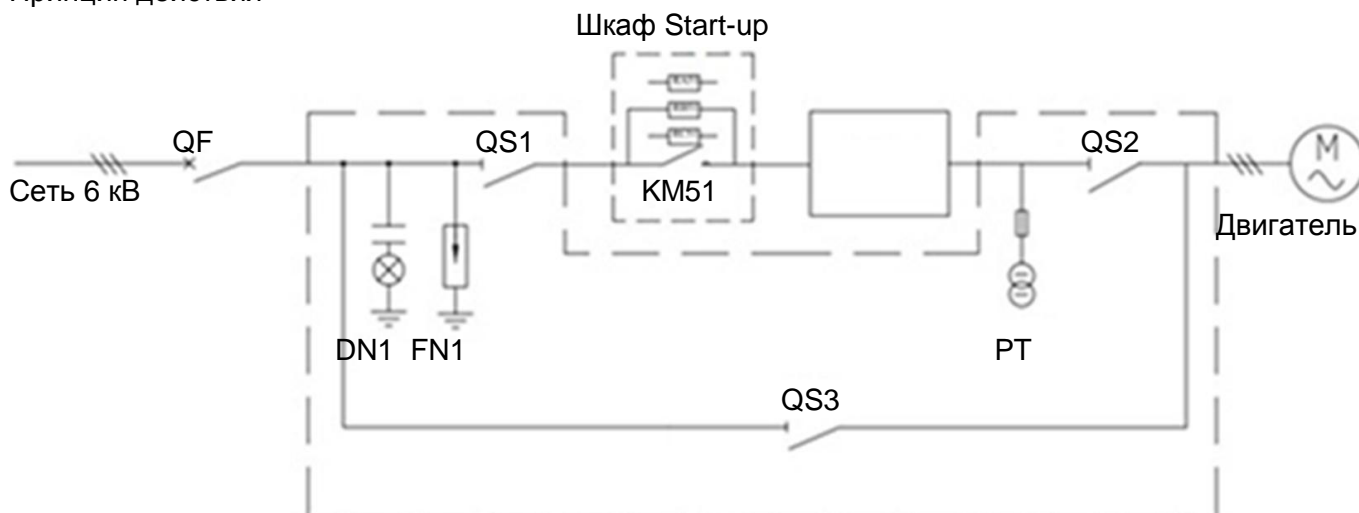 Шкаф Start-up
QF
QS1
QS2
M
Сеть 6 кВ
KM51
Двигатель
DN1 FN1
PT
QS3